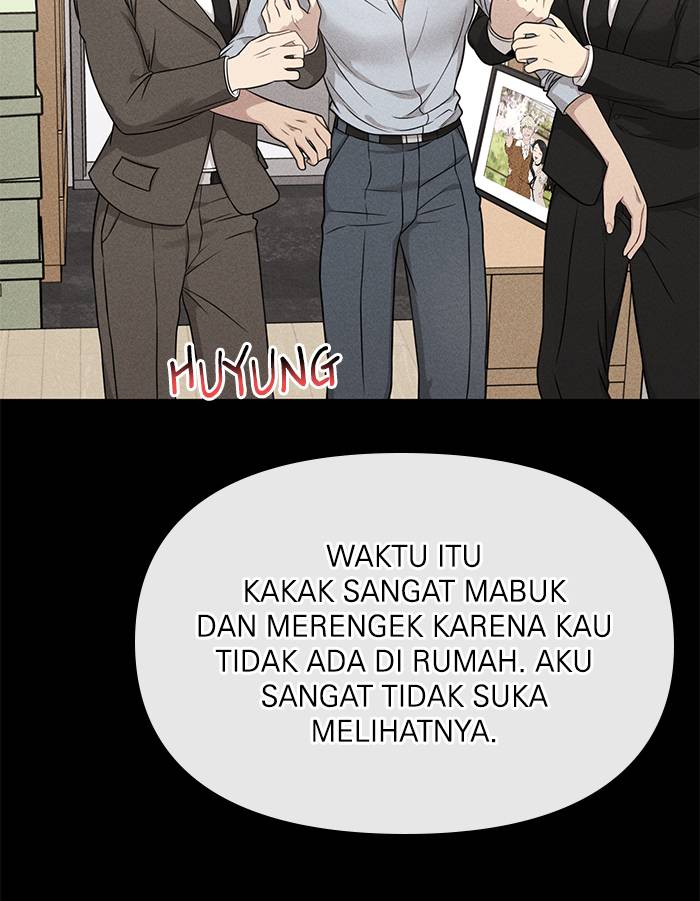 HUYUNG
WAKTU ITU
KAKAK SANGAT MABUK
DAN MERENGEK KARENA KAU
TIDAK ADA DI RUMAH. AKU
SANGAT TIDAK SUKA
MELIHATNYA.